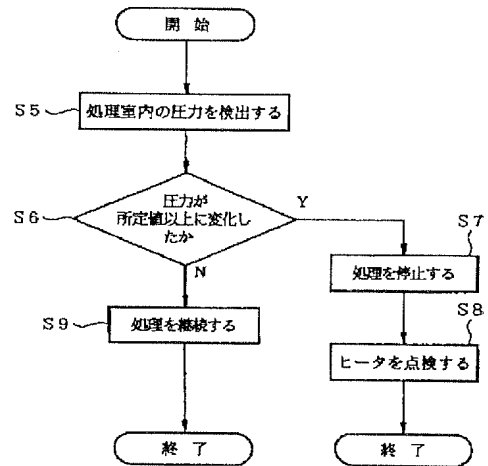 開 始
S5
処理室内の圧力を検出する
S6
圧力が
所定値以上に変化し
たか
Y
N
S7
処理を停止する
S8
ヒータを点検する
S9
処理を継続する
終 了
終 了